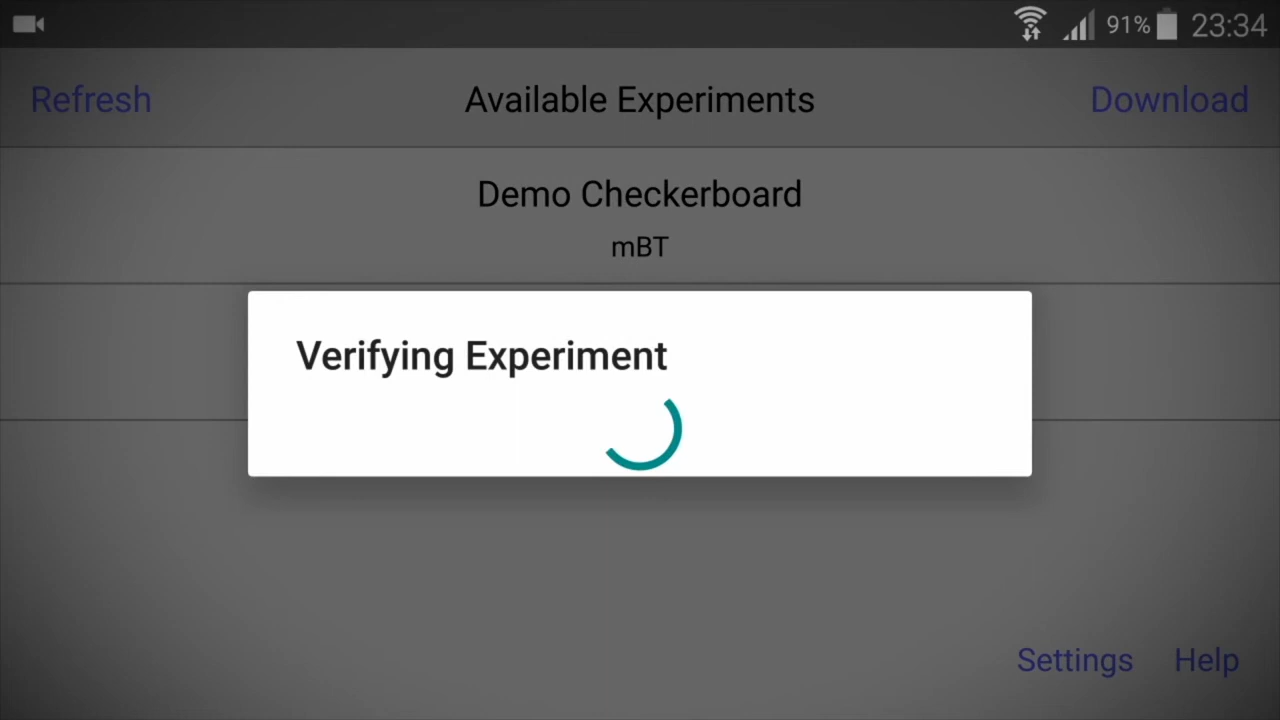 91% 23:34
Refresh Available Experiments Download
Demo Checkerboard
mBT
Verifying Experiment
Settings Help